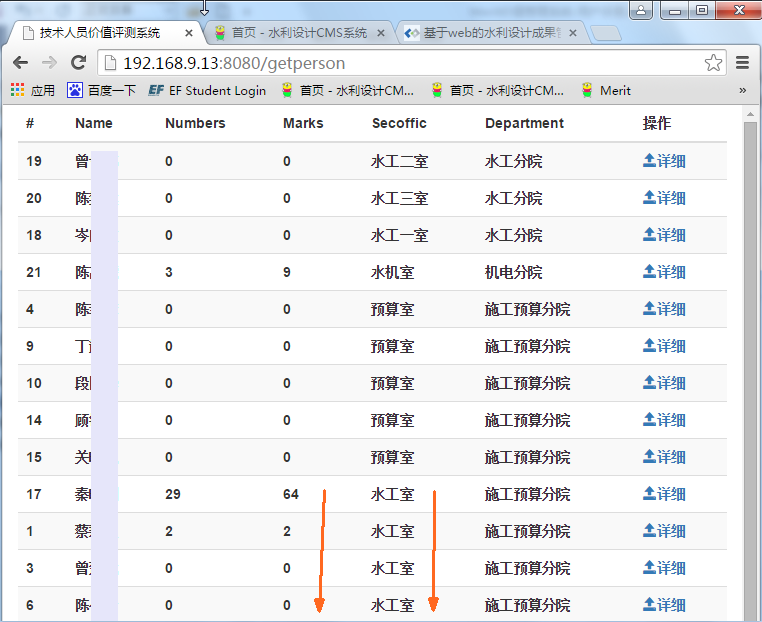 技术人员价值评测系统 首页 - 水利设计CMS系统 基于web的水利设计成果
192.168.9.13:8080/getperson
应用 百度一下 EF EF Student Login 首页 - 水利设计CM... 首页 - 水利设计CM... Merit »
# Name Numbers Marks Secoffic Department 操作
19 曾 0 0 水工二室 水工分院 详细
20 陈 0 0 水工三室 水工分院 详细
18 岑 0 0 水工一室 水工分院 详细
21 陈 3 9 水机室 机电分院 详细
4 陈 0 0 预算室 施工预算分院 详细
9 丁 0 0 预算室 施工预算分院 详细
10 段 0 0 预算室 施工预算分院 详细
14 顾 0 0 预算室 施工预算分院 详细
15 关 0 0 预算室 施工预算分院 详细
17 秦 29 64 水工室 施工预算分院 详细
1 蔡 2 2 水工室 施工预算分院 详细
3 曾 0 0 水工室 施工预算分院 详细
6 陈 0 0 水工室 施工预算分院 详细